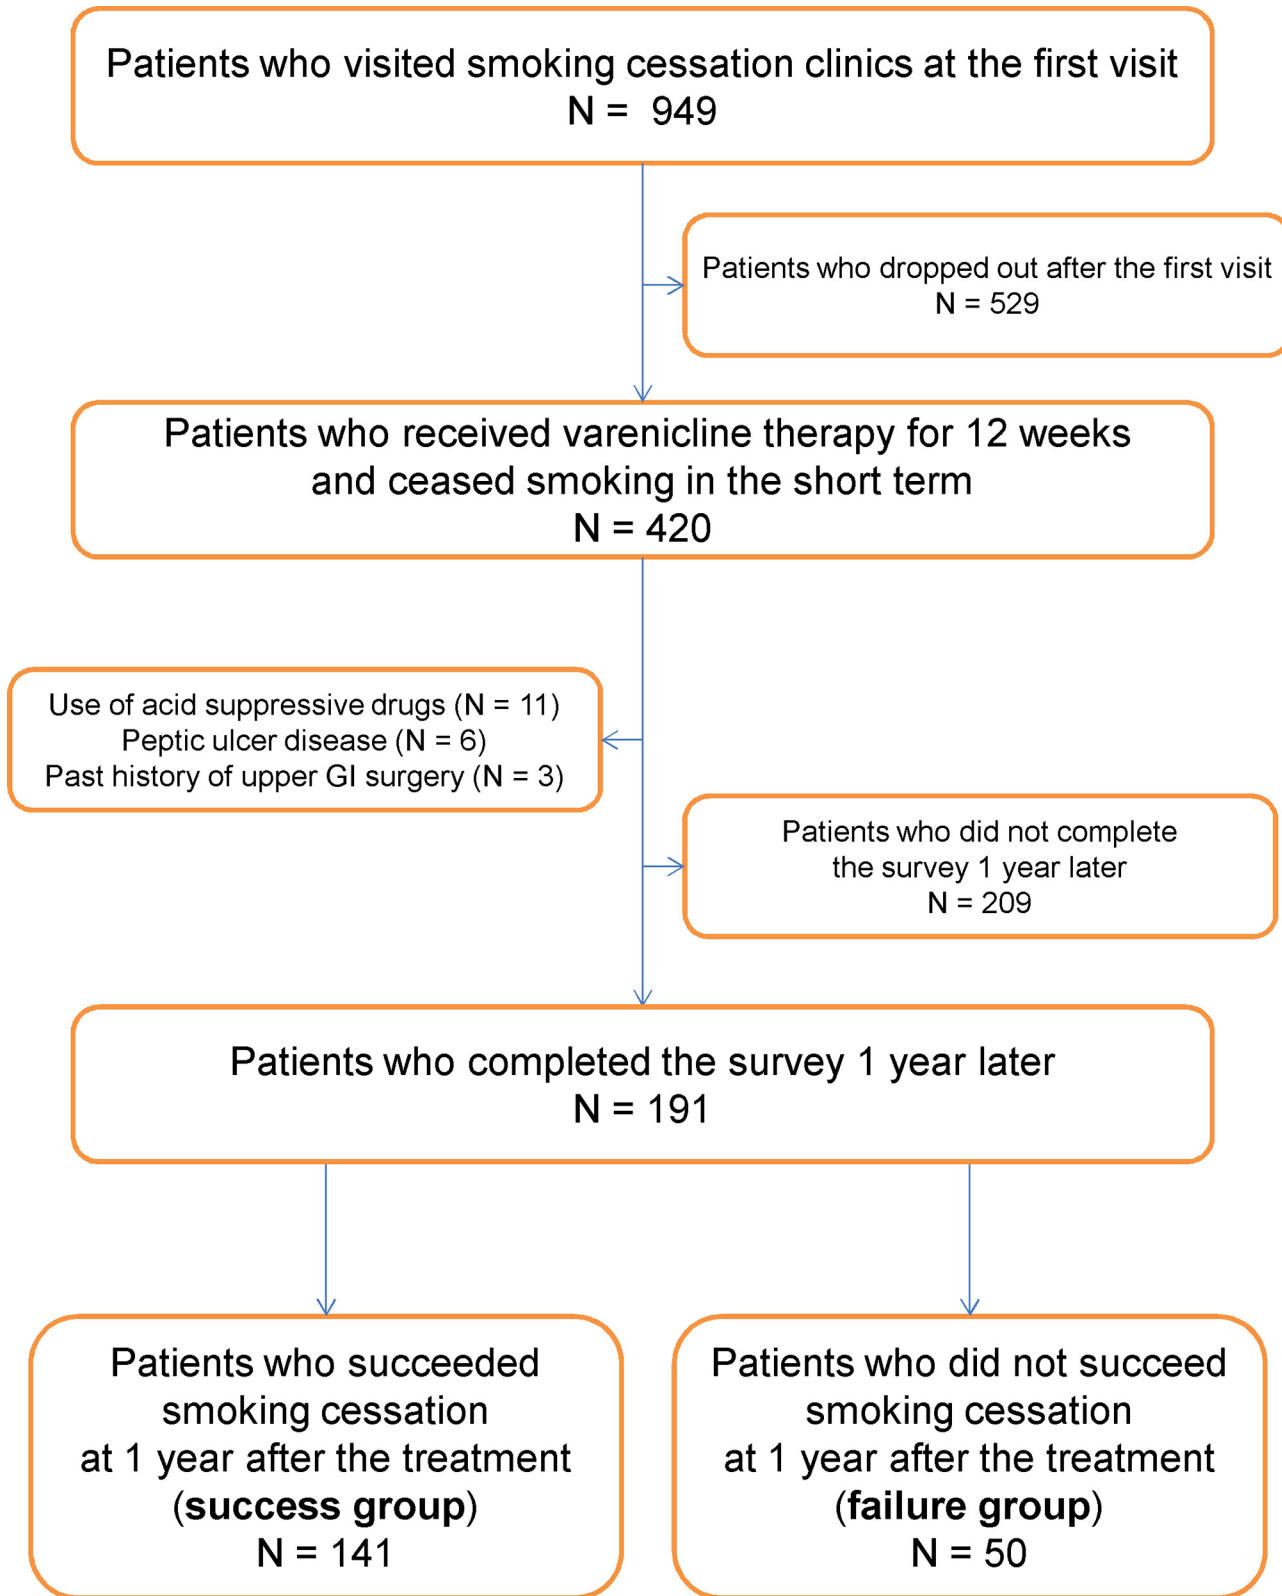 Patients who visited smoking cessation clinics at the first visit
N = 949
Patients who dropped out after the first visit
N = 529
Patients who received varenicline therapy for 12 weeks
and ceased smoking in the short term
N = 420
Use of acid suppressive drugs (N = 11)
Peptic ulcer disease (N = 6)
Past history of upper GI surgery (N = 3)
Patients who did not complete
the survey 1 year later
N = 209
Patients who completed the survey 1 year later
N = 191
Patients who succeeded
smoking cessation
at 1 year after the treatment
(success group)
N = 141
Patients who did not succeed
smoking cessation
at 1 year after the treatment
(failure group)
N = 50